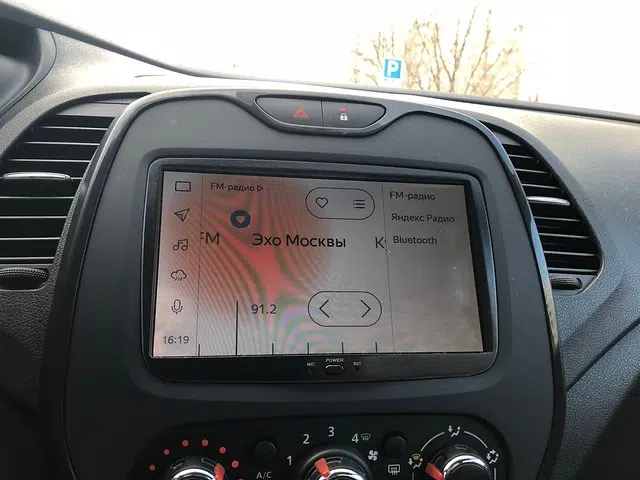 P
FM-радио
FM Эхо Москвы К
91.2
16:19
FM-радио
Яндекс Радио
Bluetooth
MIC POWER RST
1 2 3 4
A/C